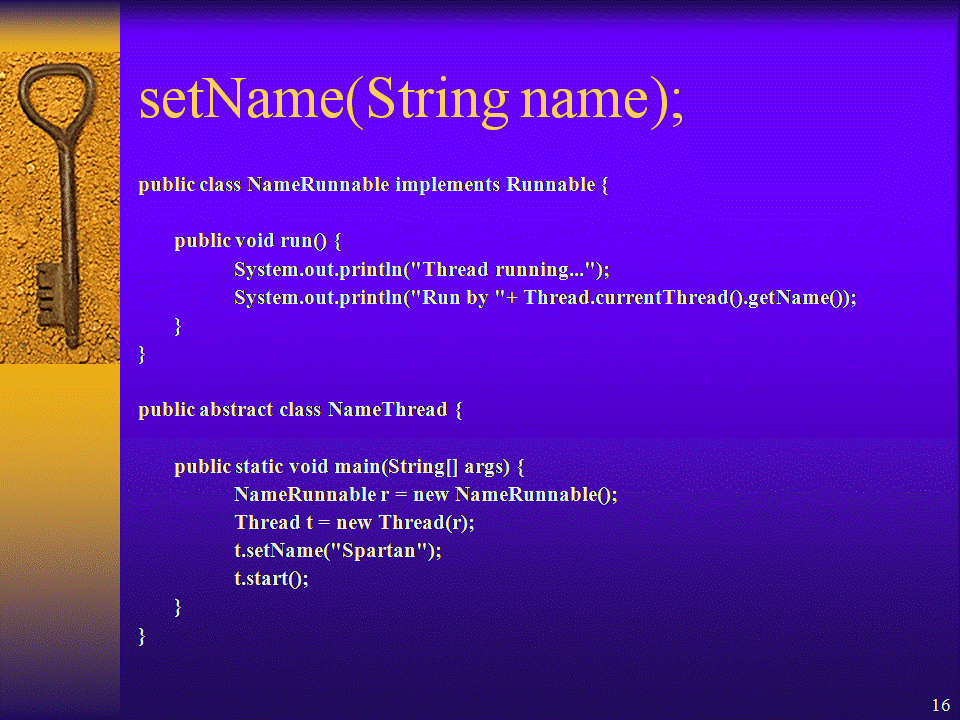 setName(String name);
public class NameRunnable implements Runnable {
public void run() {
System.out.println("Thread running...");
System.out.println("Run by "+ Thread.currentThread().getName());
}
}
public abstract class NameThread {
public static void main(String[] args) {
NameRunnable r = new NameRunnable();
Thread t = new Thread(r);
t.setName("Spartan");
t.start();
}
}
16